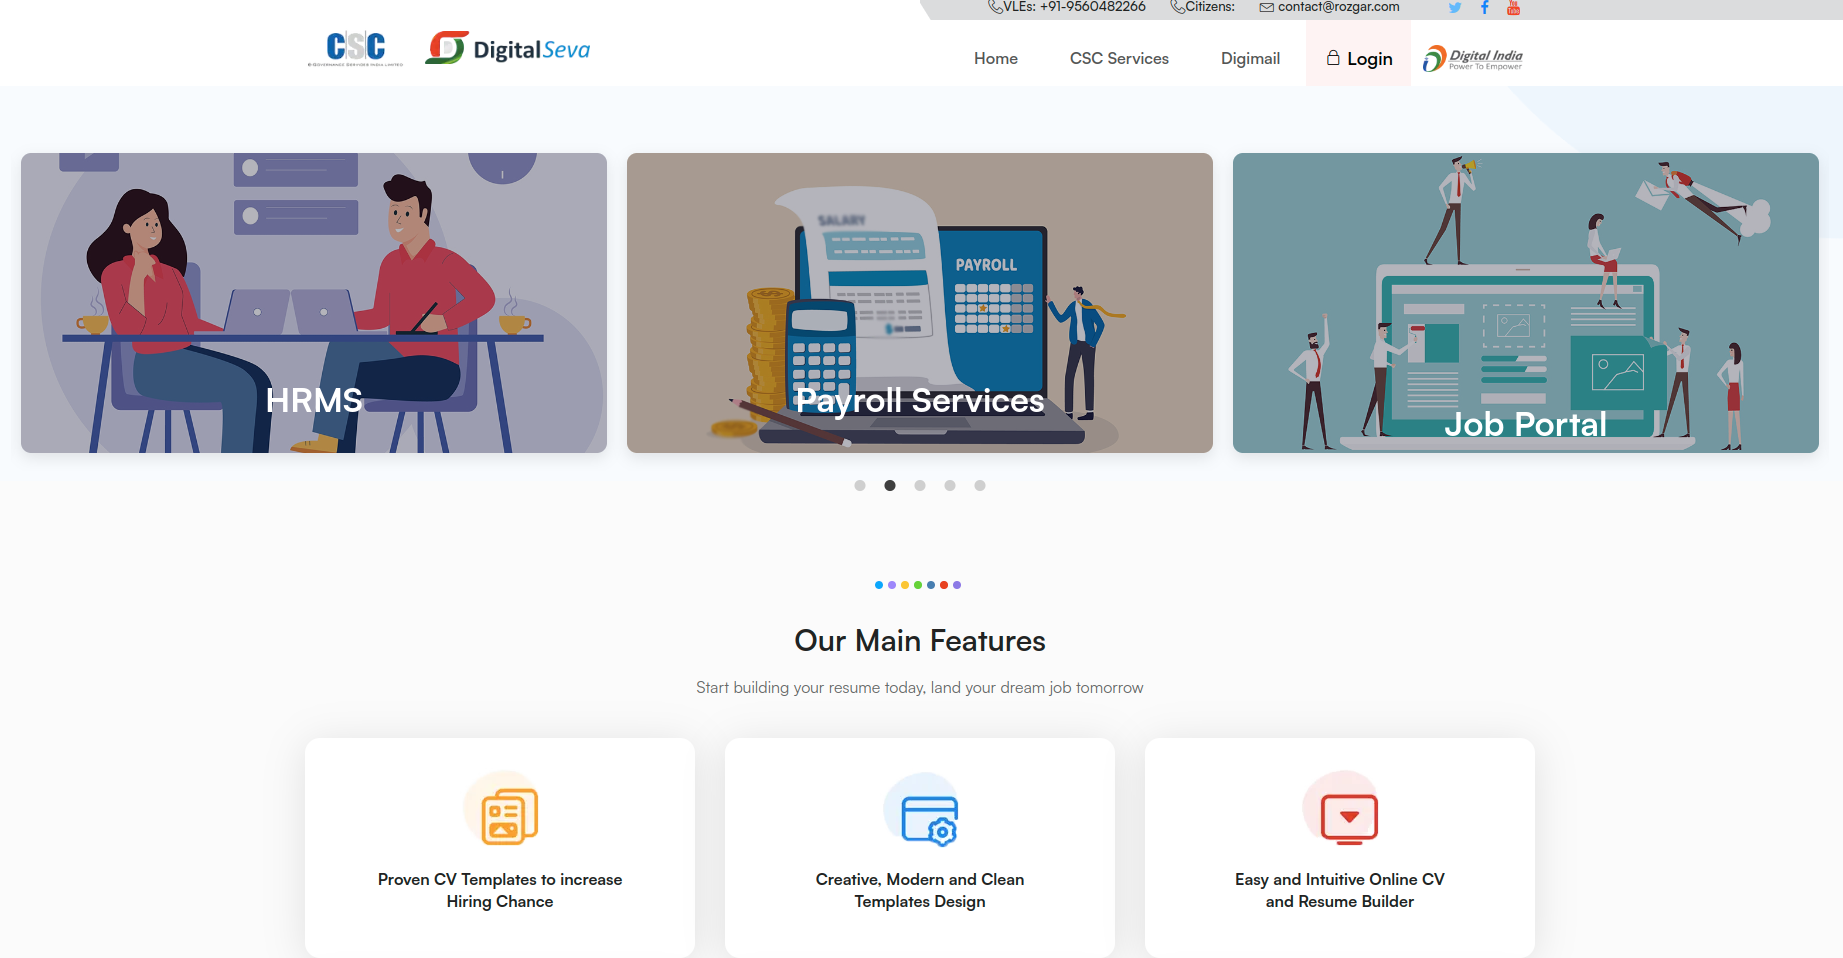 VLEs: +91-9560482266
Citizens:
contact@rozgar.com
You
Tube
CSC
E-GOVERNANCE SERVICES INDIA LIMITED
DigitalSeva
Home
CSC Services
Digimail
Login
Digital India
Power To Empower
HRMS
SALARY
PAYROLL
Payroll Services
Job Portal
Our Main Features
Start building your resume today, land your dream job tomorrow
Proven CV Templates to increase
Hiring Chance
Creative, Modern and Clean
Templates Design
Easy and Intuitive Online CV
and Resume Builder